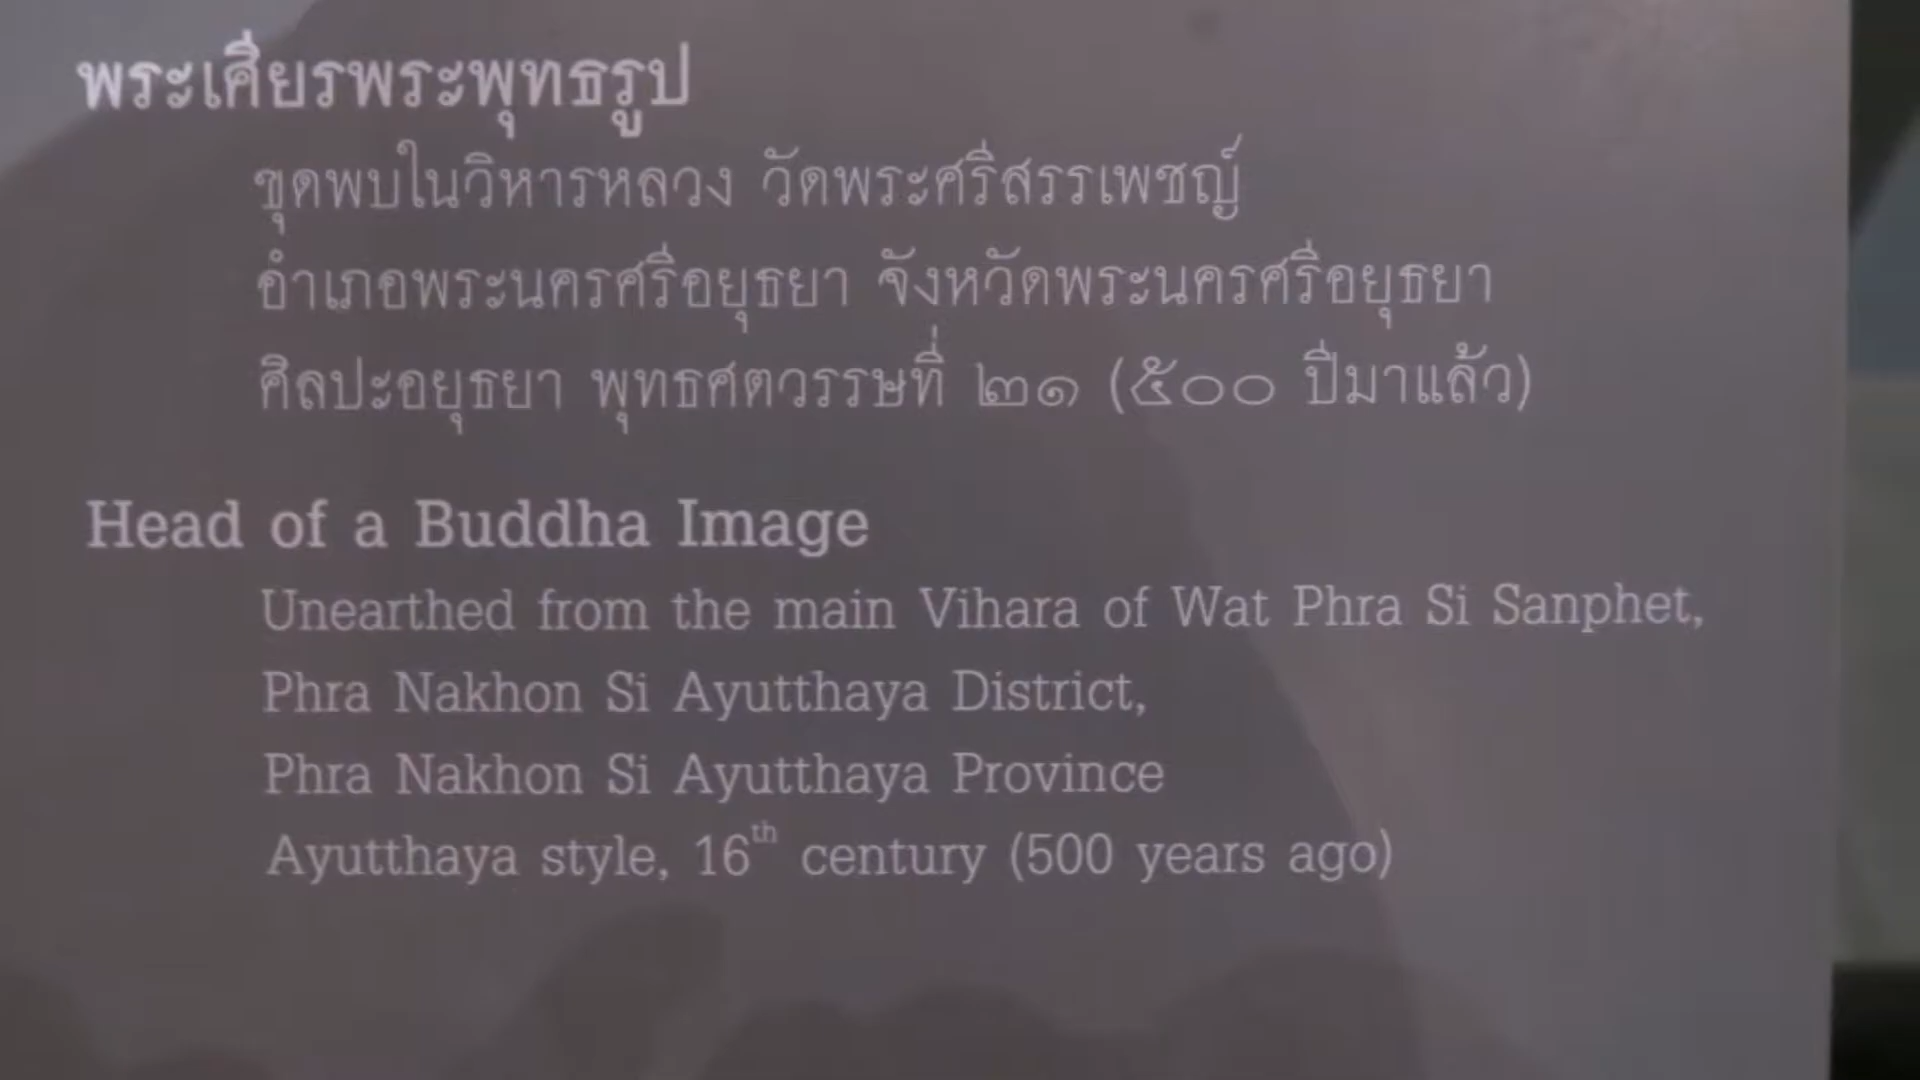 พระเศียรพระพุทธรูป
ขุดพบในวิหารหลวง วัดพระศรีสรรเพชญ์
อำเภอพระนครศรีอยุธยา จังหวัดพระนครศรีอยุธยา
ศิลปะอยุธยา พุทธศตวรรษที่ ๒๑ (๕๐๐ ปีมาแล้ว)
Head of a Buddha Image
Unearthed from the main Vihara of Wat Phra Si Sanphet,
Phra Nakhon Si Ayutthaya District,
Phra Nakhon Si Ayutthaya Province
Ayutthaya style, 16th century (500 years ago)